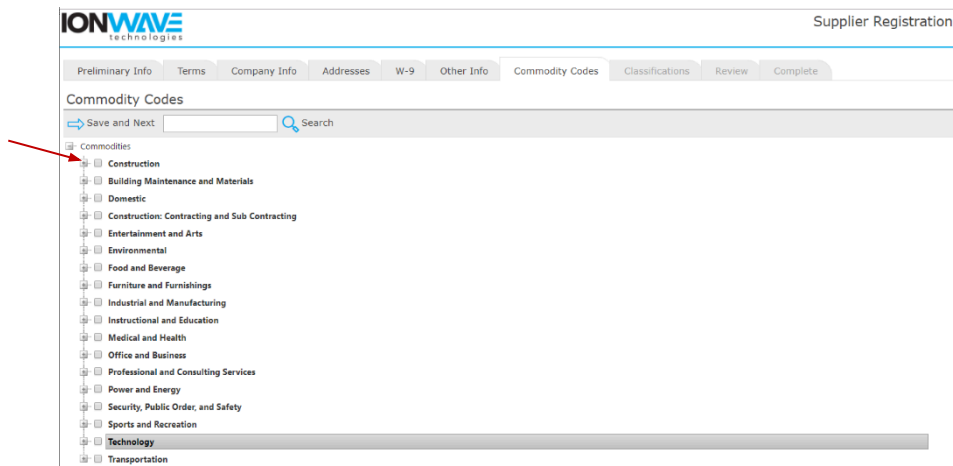 IONWAVE
technologies
Supplier Registration
Preliminary Info Terms Company Info Addresses W-9 Other Info Commodity Codes Classifications Review Complete
Commodity Codes
Save and Next Search
Commodities
Construction
Building Maintenance and Materials
Domestic
Construction: Contracting and Sub Contracting
Entertainment and Arts
Environmental
Food and Beverage
Furniture and Furnishings
Industrial and Manufacturing
Instructional and Education
Medical and Health
Office and Business
Professional and Consulting Services
Power and Energy
Security, Public Order, and Safety
Sports and Recreation
Technology
Transportation